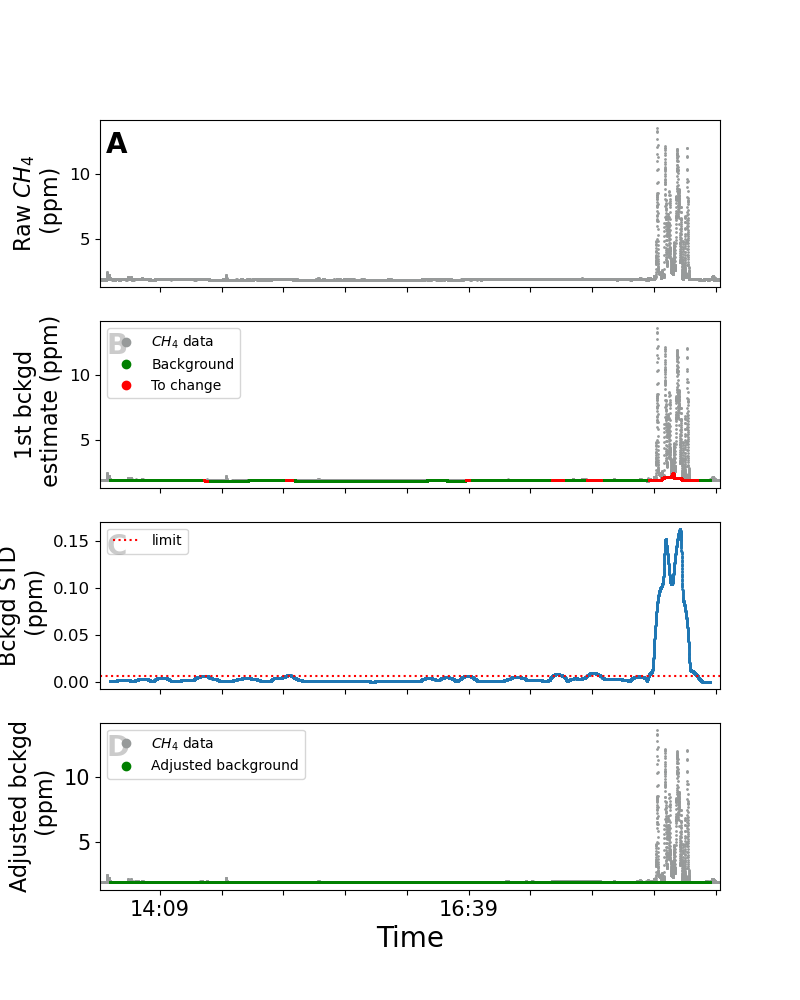 A
Raw CH4
(ppm)
10
5
B
1st bckgd
estimate (ppm)
10
5
CH4 data
Background
To change
C
Bckgd STD
(ppm)
0.15
0.10
0.05
0.00
limit
D
Adjusted bckgd
(ppm)
10
5
CH4 data
Adjusted background
14:09
16:39
Time